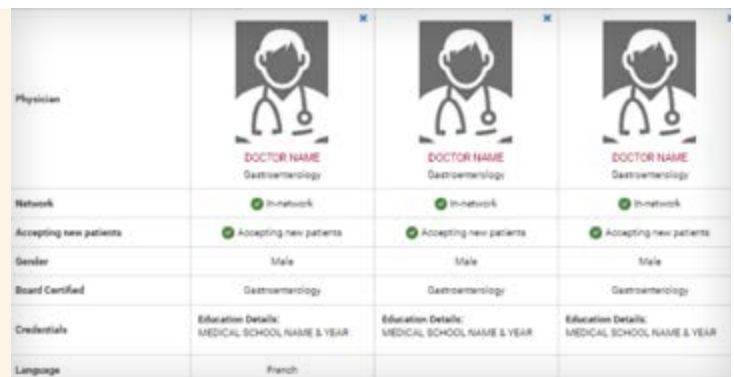 Physician
DOCTOR NAME DOCTOR NAME DOCTOR NAME
Gastroenterology Gastroenterology Gastroenterology
Network In-network In-network In-network
Accepting new patients Accepting new patients Accepting new patients Accepting new patients
Gender Male Male Male
Board Certified Gastroenterology Gastroenterology Gastroenterology
Education Details: Education Details: Education Details:
Credentials MEDICAL SCHOOL NAME & YEAR MEDICAL SCHOOL NAME & YEAR MEDICAL SCHOOL NAME & YEAR
Language French